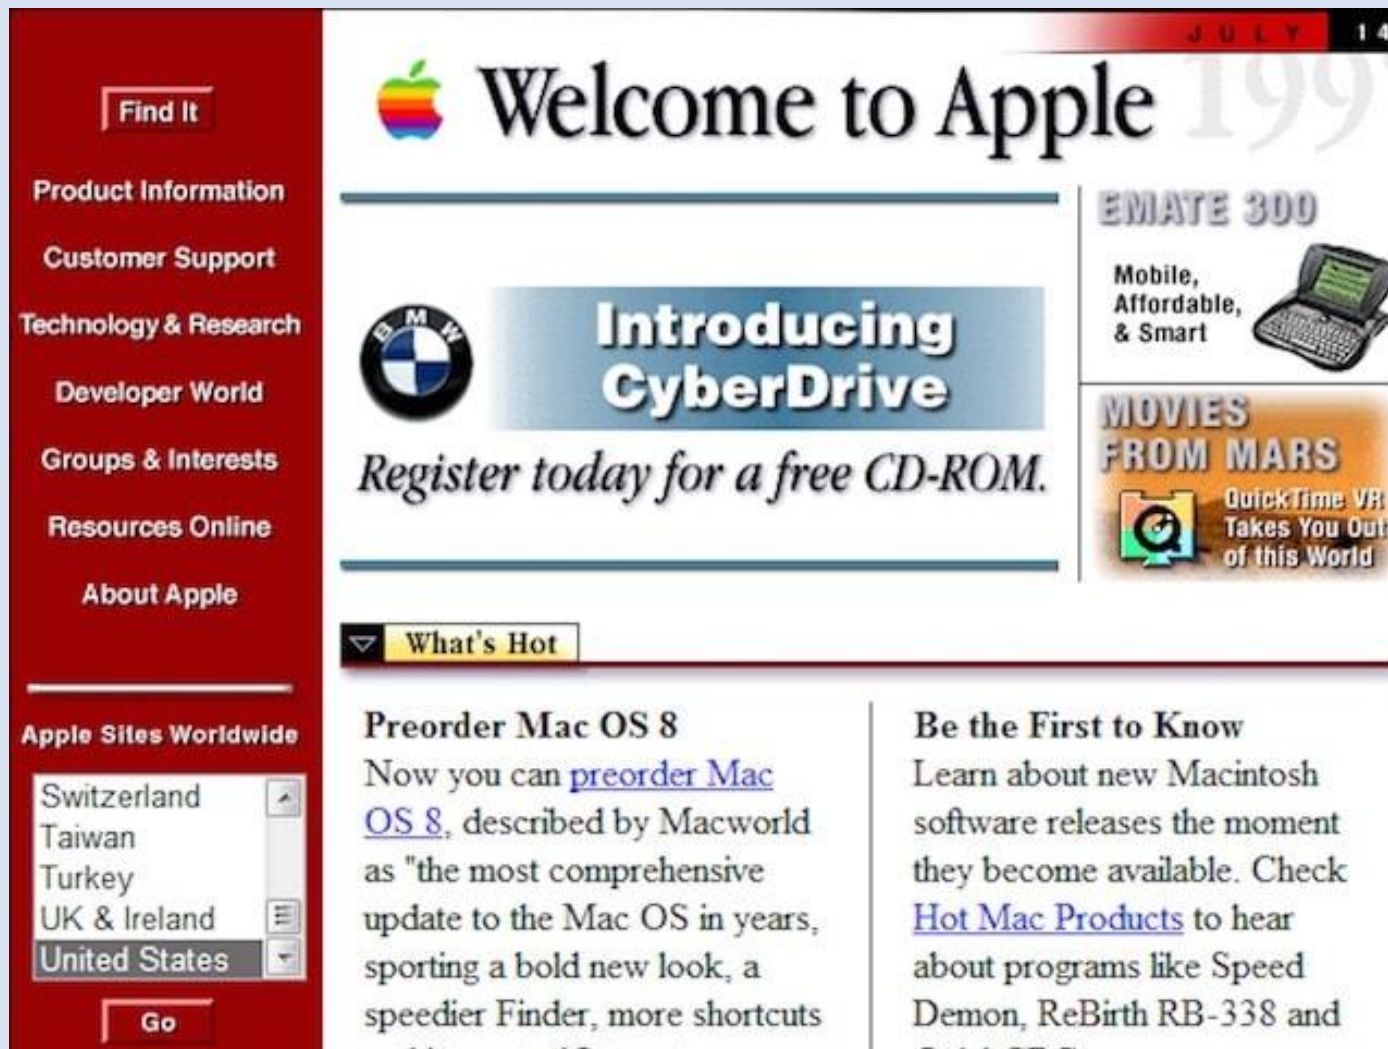 JULY 14
199
Welcome to Apple
Find It
Product Information
Customer Support
Technology & Research
Developer World
Groups & Interests
Resources Online
About Apple
Apple Sites Worldwide
Switzerland
Taiwan
Turkey
UK & Ireland
United States
Go
BMW
Introducing
CyberDrive
Register today for a free CD-ROM.
EMATE 300
Mobile,
Affordable,
& Smart
MOVIES
FROM MARS
QuickTime VR
Takes You Out
of this World
What's Hot
Preorder Mac OS 8
Now you can preorder Mac
OS 8, described by Macworld
as "the most comprehensive
update to the Mac OS in years,
sporting a bold new look, a
speedier Finder, more shortcuts
Be the First to Know
Learn about new Macintosh
software releases the moment
they become available. Check
Hot Mac Products to hear
about programs like Speed
Demon, ReBirth RB-338 and